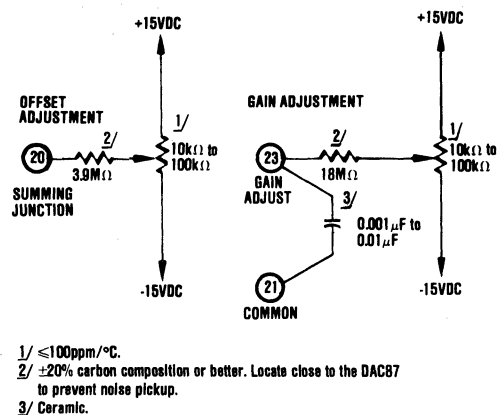 +15VDC
OFFSET
ADJUSTMENT
1/
2/
10kΩ to
100kΩ
20
3.9MΩ
SUMMING
JUNCTION
-15VDC
+15VDC
GAIN ADJUSTMENT
2/
1/
10kΩ to
100kΩ
23
18MΩ
GAIN
ADJUST
3/
0.001μF to
0.01μF
21
COMMON
-15VDC
1/ ≤100ppm/°C.
2/ ±20% carbon composition or better. Locate close to the DAC87
to prevent noise pickup.
3/ Ceramic.